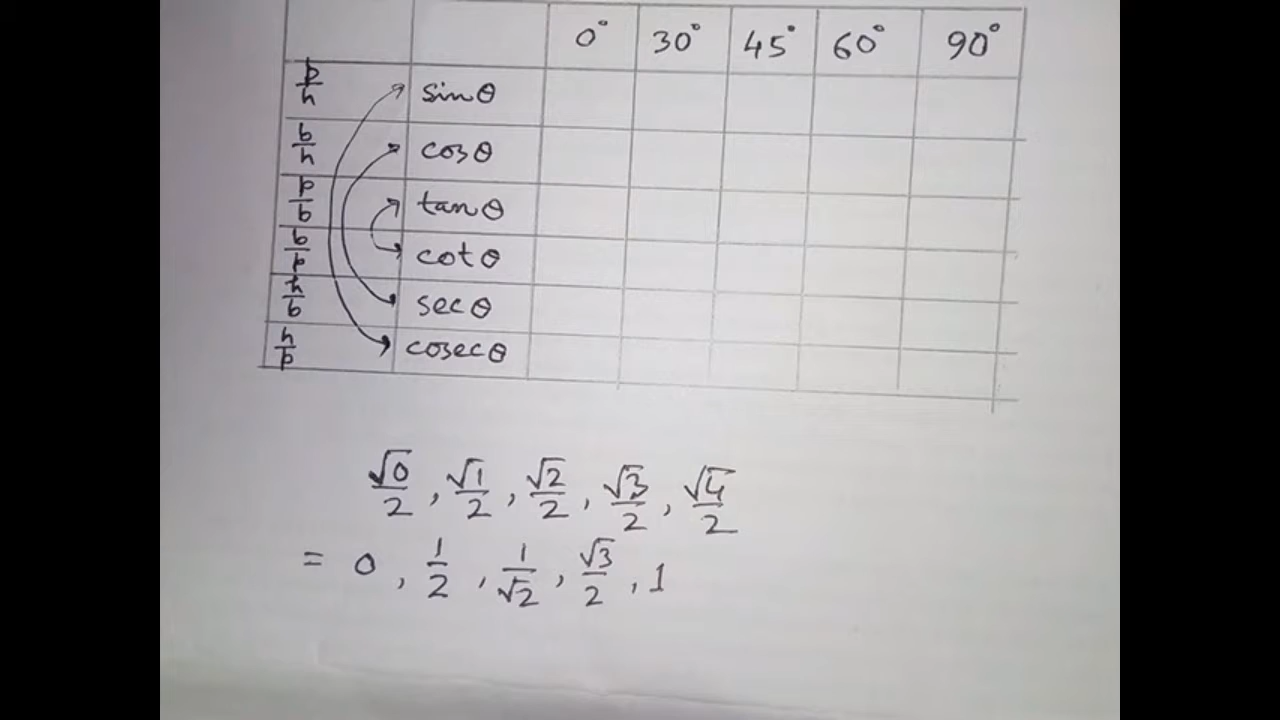 0° 30° 45° 60° 90°
p/h sinθ
b/h cosθ
p/b tanθ
b/p cotθ
h/b secθ
h/p cosecθ
√0/2, √1/2, √2/2, √3/2, √4/2
= 0, 1/2, 1/√2, √3/2, 1